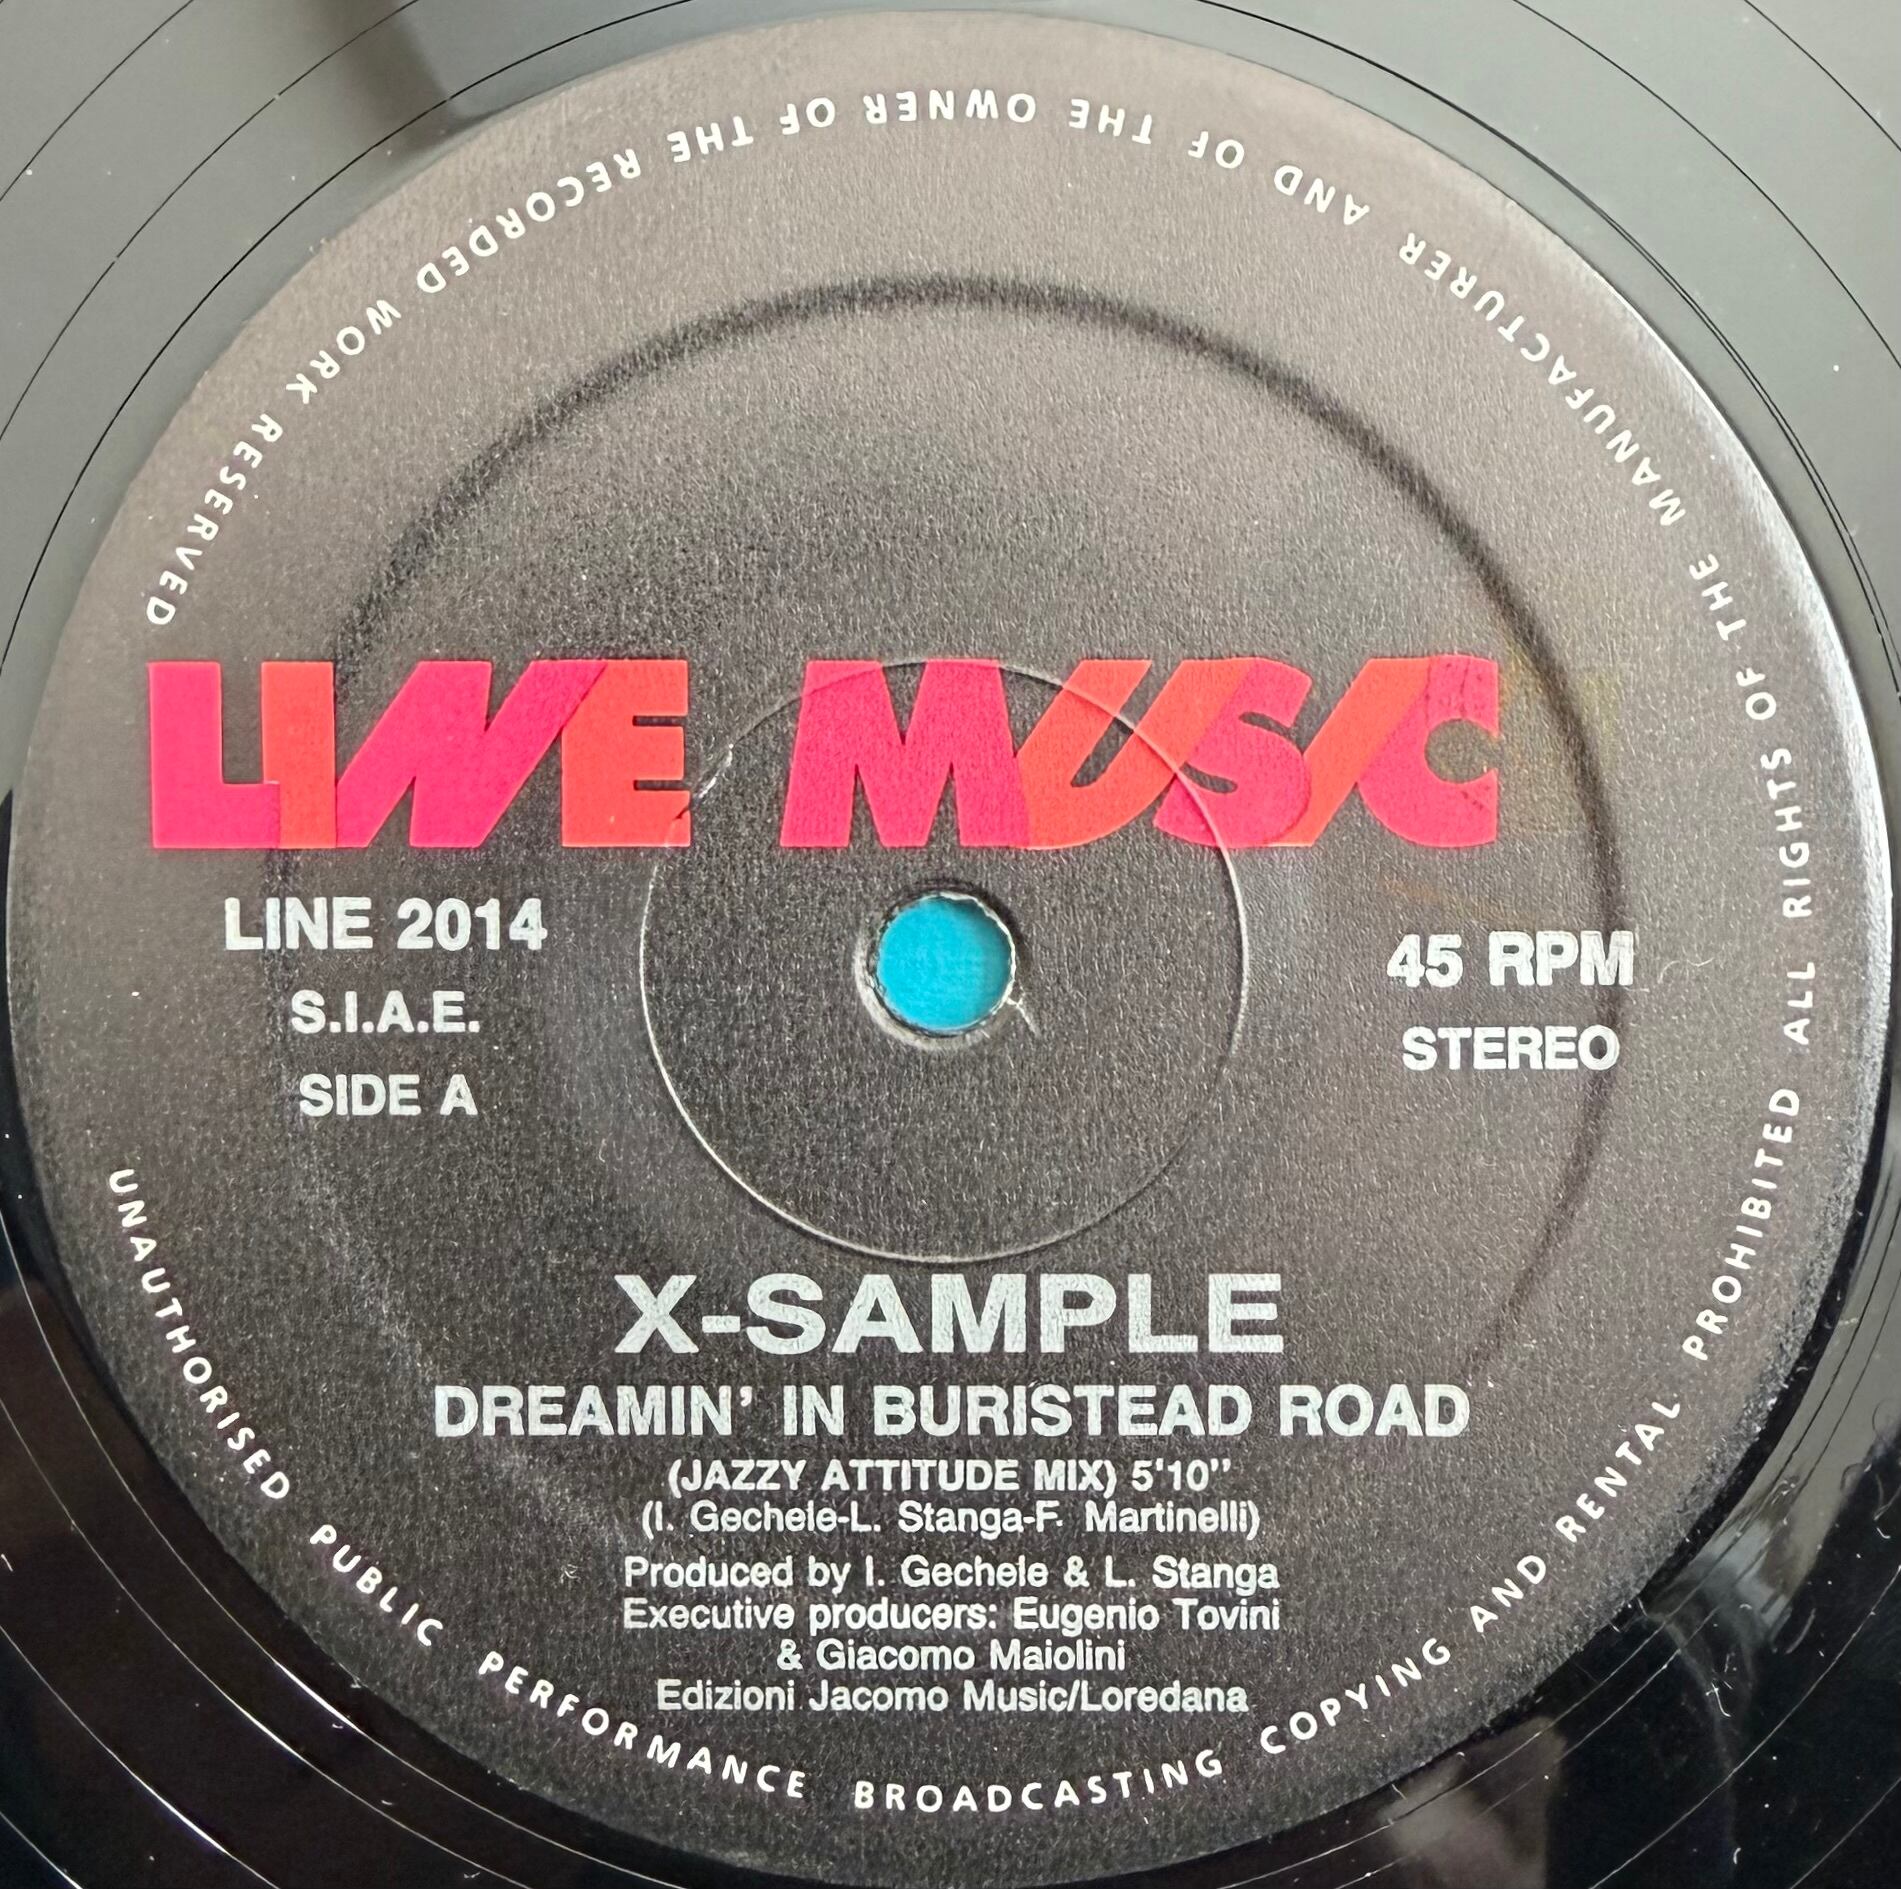 LINE MUSIC
LINE 2014
S.I.A.E.
SIDE A
45 RPM
STEREO
X-SAMPLE
DREAMIN' IN BURISTEAD ROAD
(JAZZY ATTITUDE MIX) 5'10"
(I. Gechele-L. Stanga-F. Martinelli)
Produced by I. Gechele & L. Stanga
Executive producers: Eugenio Tovini
& Giacomo Maiolini
Edizioni Jacomo Music/Loredana
UNAUTHORISED PUBLIC PERFORMANCE BROADCASTING COPYING AND RENTAL PROHIBITED ALL RIGHTS OF THE MANUFACTURER AND OF THE OWNER OF THE RECORDED WORK RESERVED